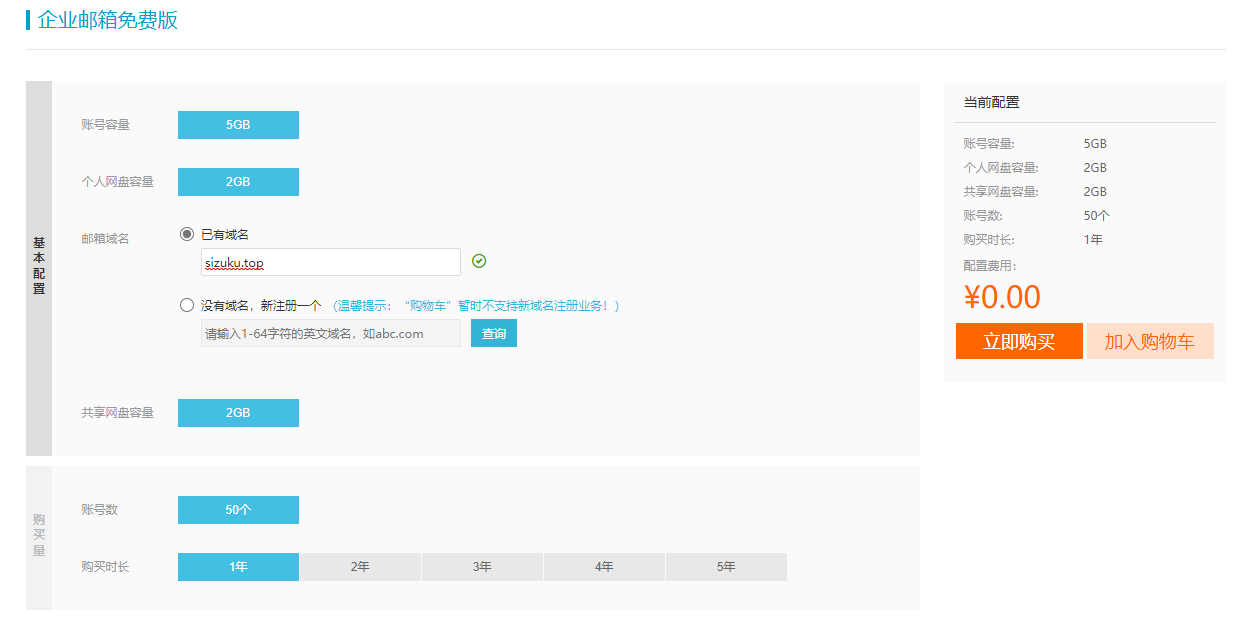 企业邮箱免费版
基本配置
账号容量 5GB
个人网盘容量 2GB
邮箱域名 已有域名
sizuku.top
没有域名，新注册一个 （温馨提示：“购物车”暂时不支持新域名注册业务！）
请输入1-64字符的英文域名，如abc.com 查询
共享网盘容量 2GB
购买量
账号数 50个
购买时长 1年 2年 3年 4年 5年
当前配置
账号容量: 5GB
个人网盘容量: 2GB
共享网盘容量: 2GB
账号数: 50个
购买时长: 1年
配置费用:
¥0.00
立即购买 加入购物车